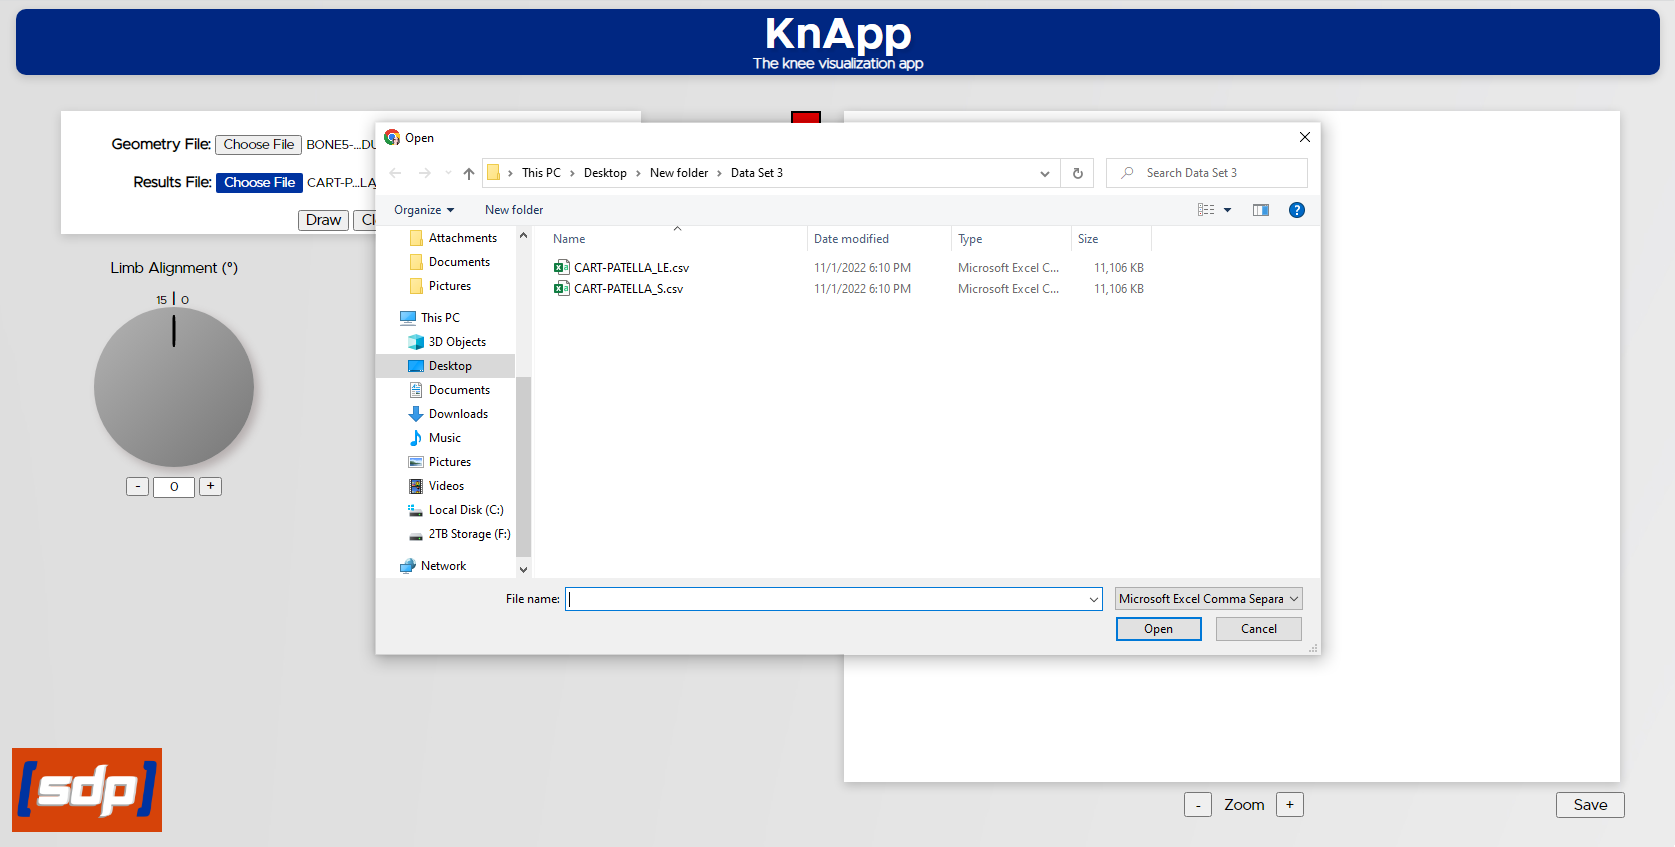 KnApp
The knee visualization app
Geometry File: Choose File BONE5-...DU
Results File: Choose File CART-P...LA
Draw Cl
Limb Alignment (°)
15 0
- 0 +
[sdp]
Open
This PC > Desktop > New folder > Data Set 3
Search Data Set 3
Organize New folder
Attachments
Documents
Pictures
This PC
3D Objects
Desktop
Documents
Downloads
Music
Pictures
Videos
Local Disk (C:)
2TB Storage (F:)
Network
Name Date modified Type Size
CART-PATELLA_LE.csv 11/1/2022 6:10 PM Microsoft Excel C... 11,106 KB
CART-PATELLA_S.csv 11/1/2022 6:10 PM Microsoft Excel C... 11,106 KB
File name: Microsoft Excel Comma Separa
Open Cancel
- Zoom + Save